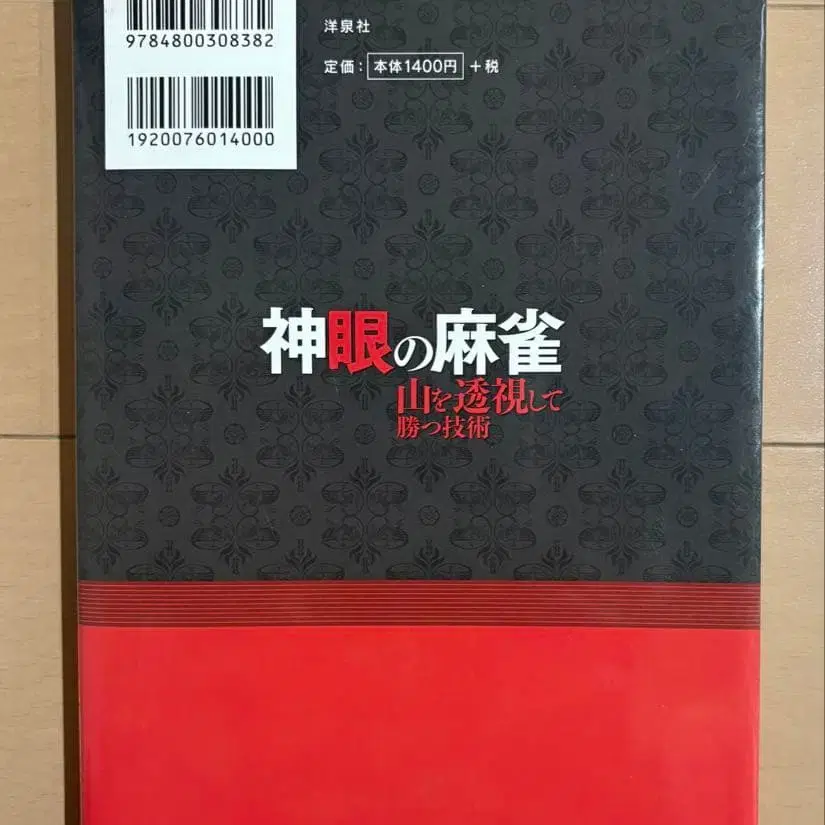 9784800308382
1920076014000
洋泉社
定価：本体1400円＋税
神眼の麻雀
山を透視して
勝つ技術